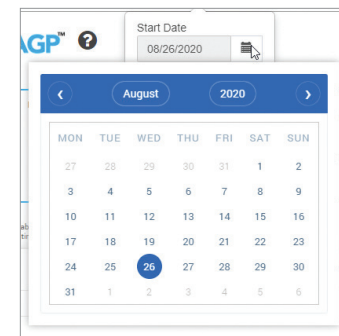 Start Date
AGP™ ?
08/26/2020
‹ August 2020 ›
MON TUE WED THU FRI SAT SUN
27 28 29 30 31 1 2
3 4 5 6 7 8 9
10 11 12 13 14 15 16
17 18 19 20 21 22 23
24 25 26 27 28 29 30
31 1 2 3 4 5 6